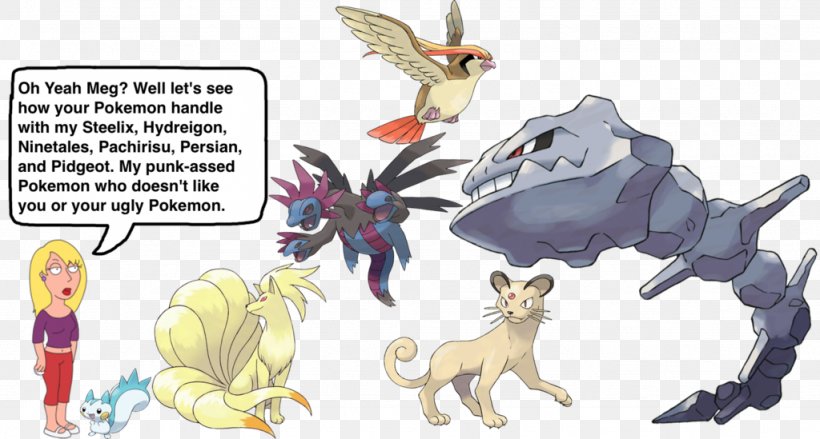 Oh Yeah Meg? Well let's see
how your Pokemon handle
with my Steelix, Hydreigon,
Ninetales, Pachirisu, Persian,
and Pidgeot. My punk-assed
Pokemon who doesn't like
you or your ugly Pokemon.